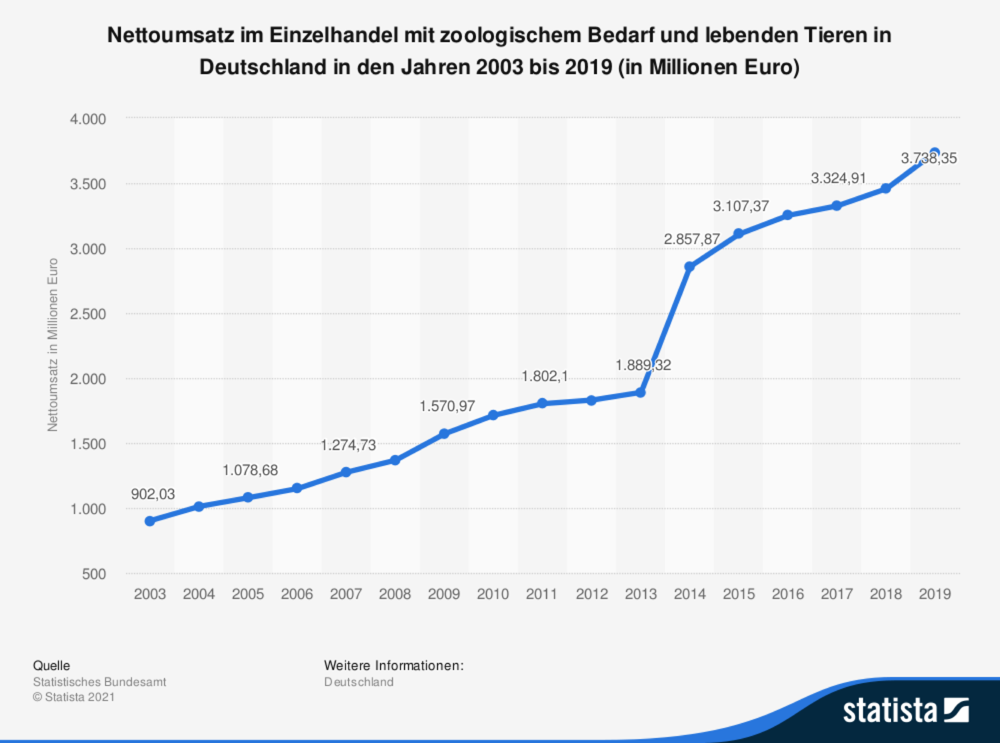 Nettoumsatz im Einzelhandel mit zoologischem Bedarf und lebenden Tieren in
Deutschland in den Jahren 2003 bis 2019 (in Millionen Euro)
Nettoumsatz in Millionen Euro
4.000
3.500
3.000
2.500
2.000
1.500
1.000
500
902,03
1.078,68
1.274,73
1.570,97
1.802,1
1.889,32
2.857,87
3.107,37
3.324,91
3.738,35
2003 2004 2005 2006 2007 2008 2009 2010 2011 2012 2013 2014 2015 2016 2017 2018 2019
Quelle
Statistisches Bundesamt
© Statista 2021
Weitere Informationen:
Deutschland
statista